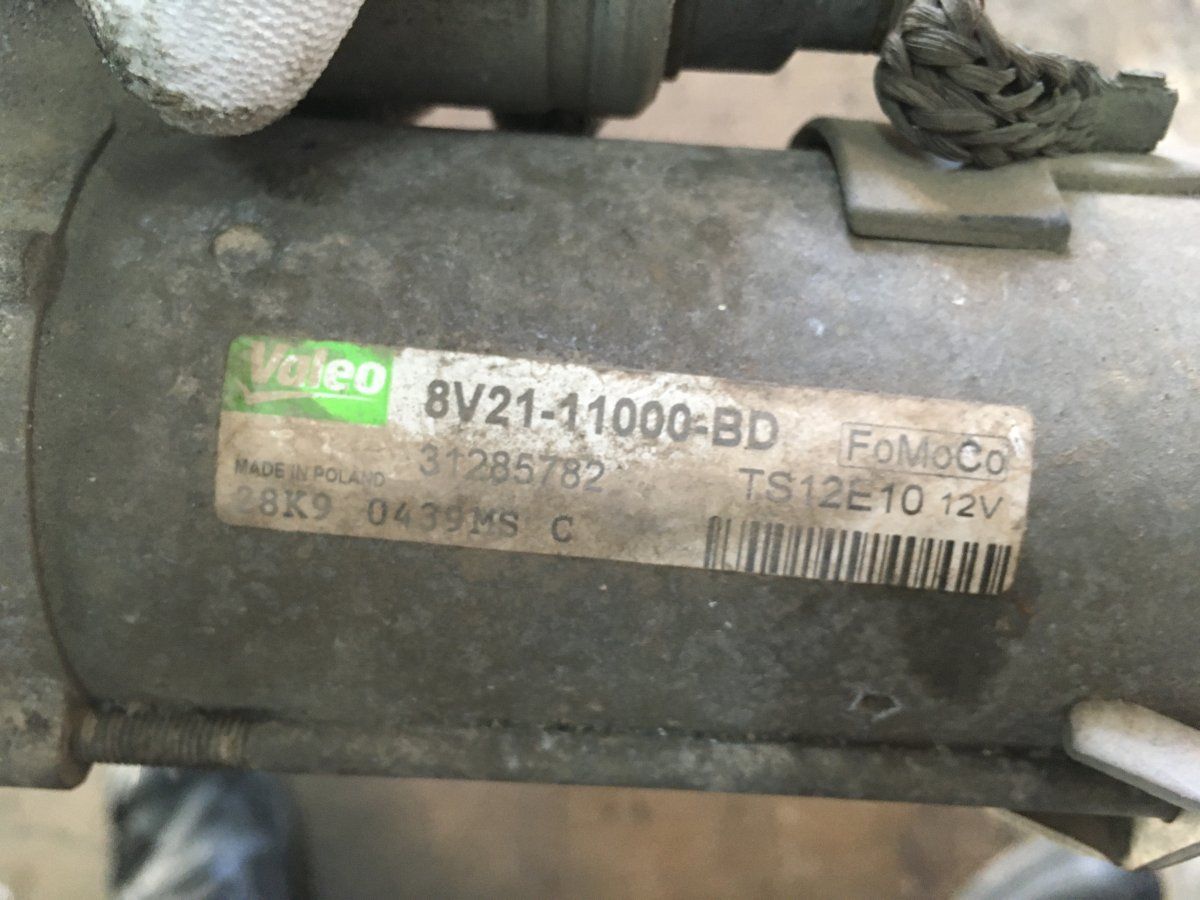 Valeo
8V21-11000-BD
FoMoCo
31285782
TS12E10 12V
MADE IN POLAND
28K9 0439MS C